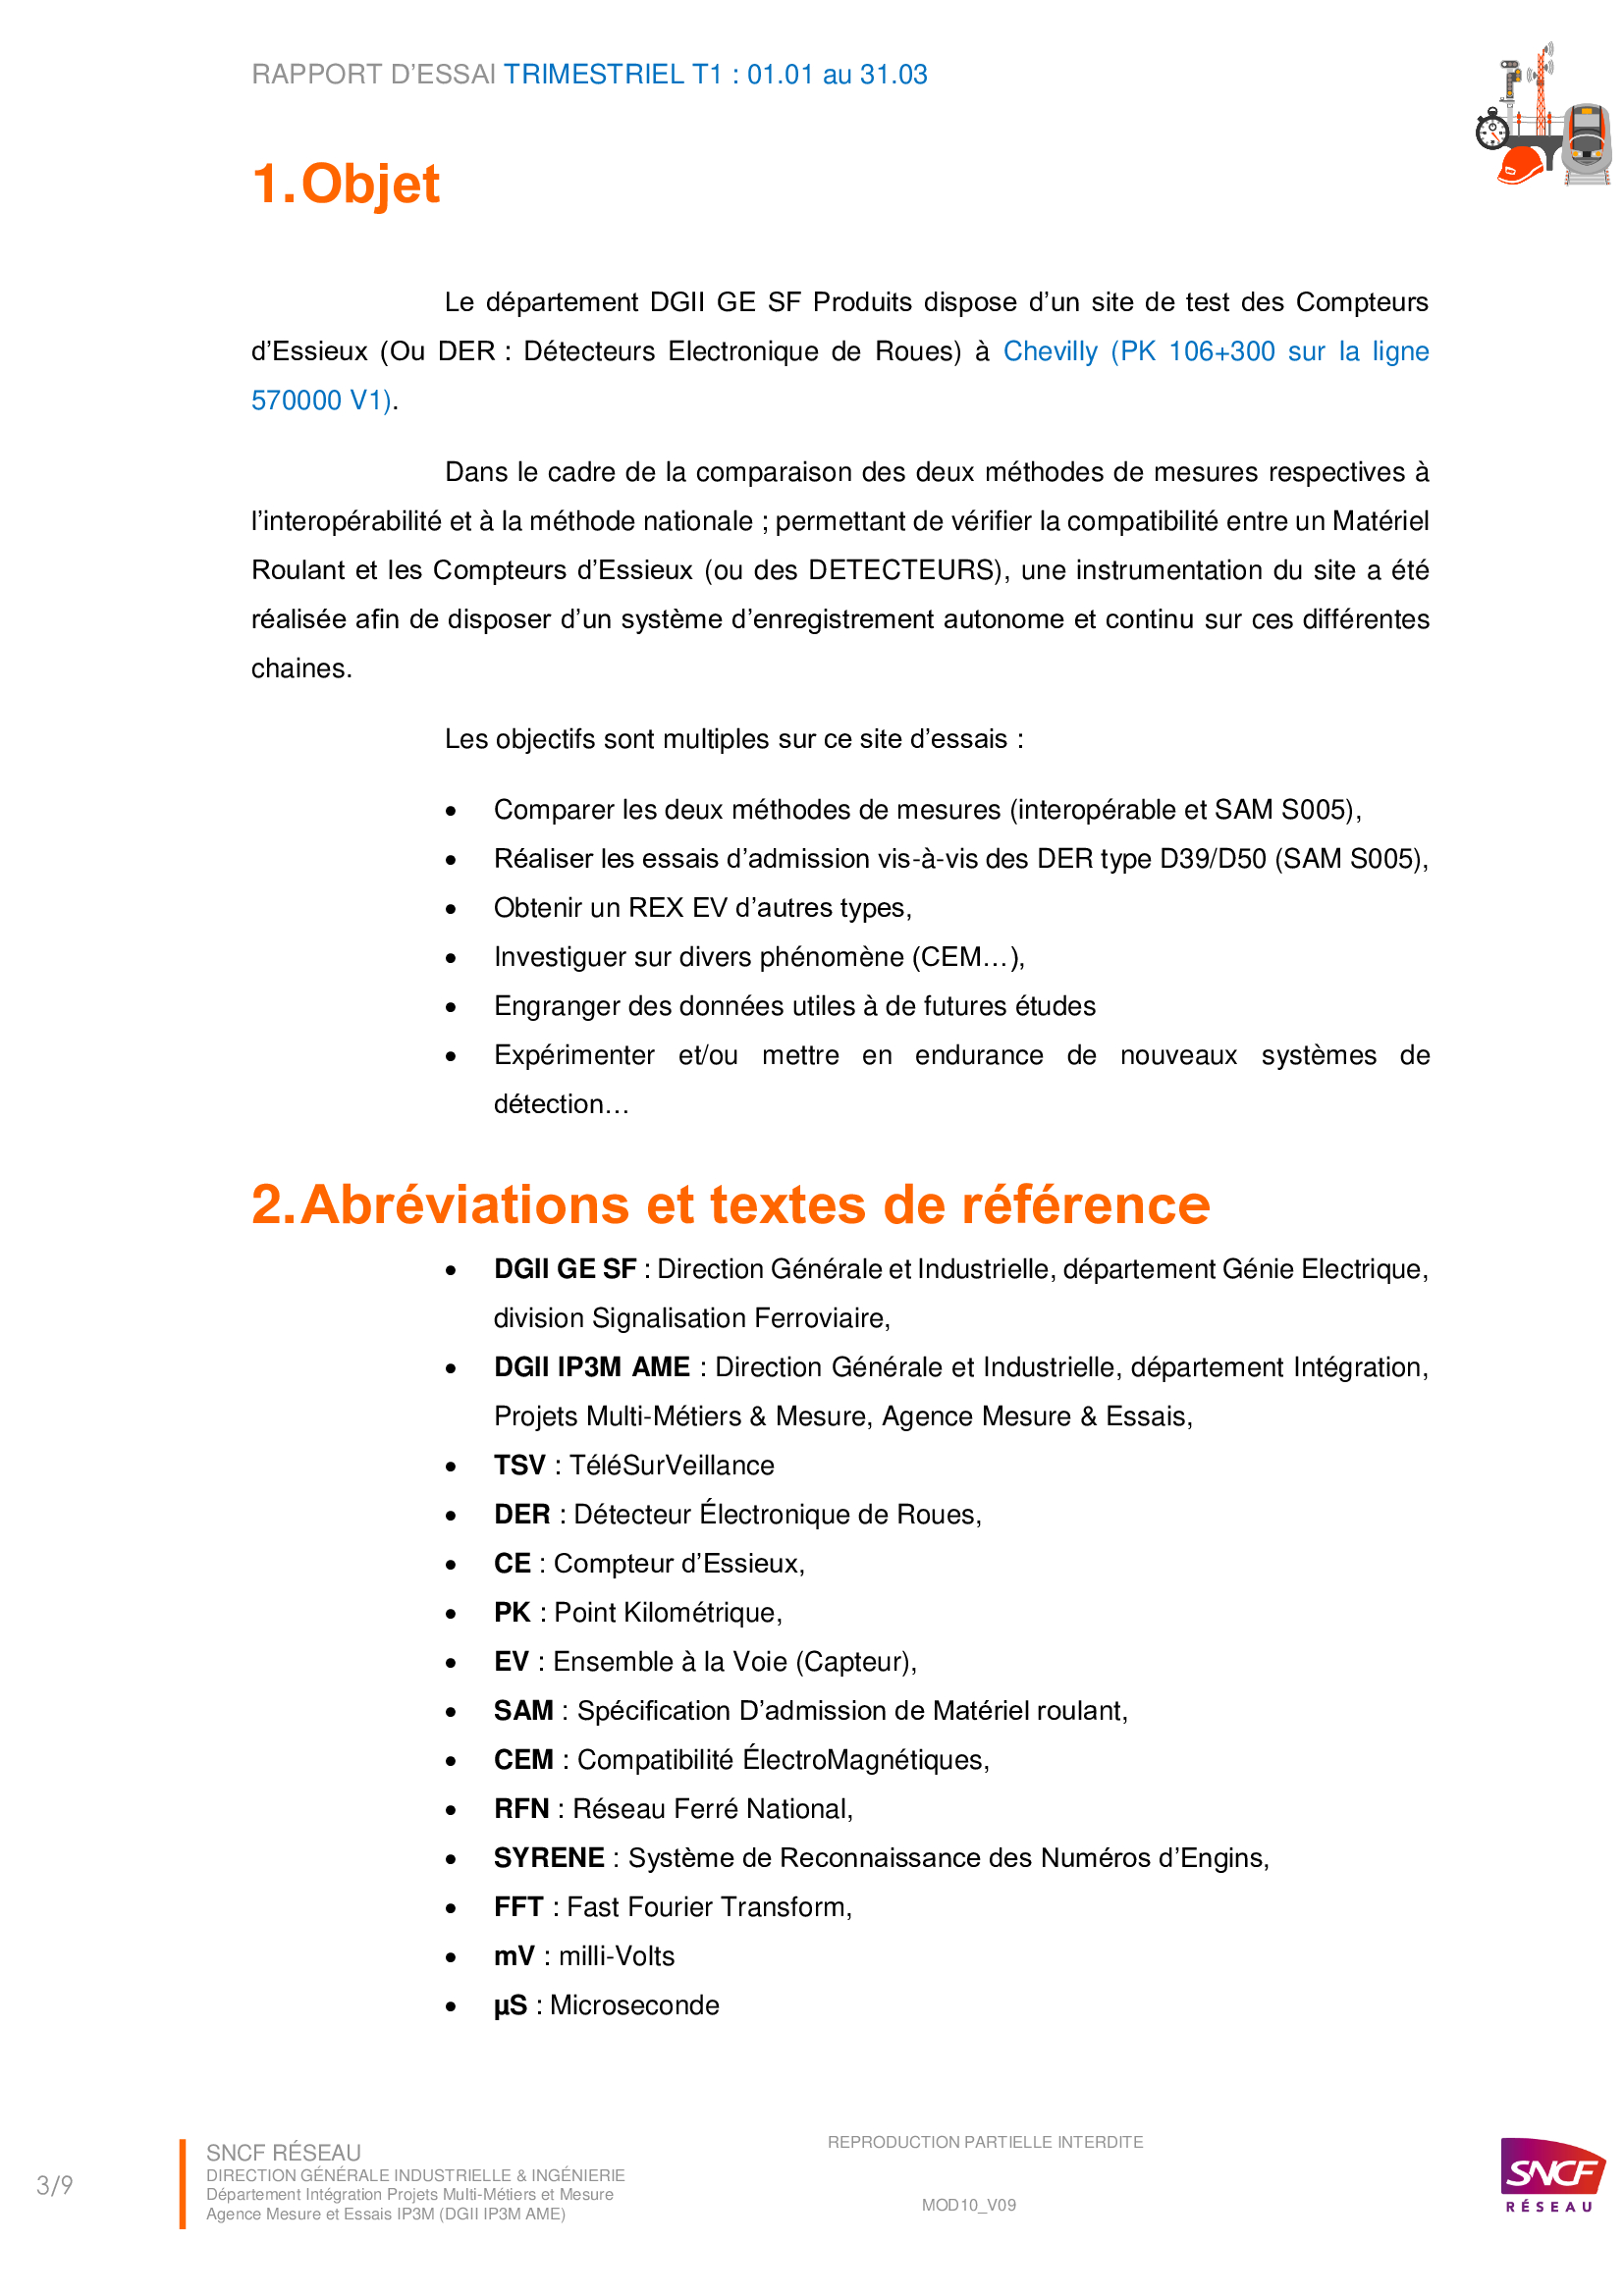 RAPPORT D'ESSAI TRIMESTRIEL T1 : 01.01 au 31.03
1. Objet
Le département DGII GE SF Produits dispose d'un site de test des Compteurs
d'Essieux (Ou DER : Détecteurs Electronique de Roues) à Chevilly (PK 106+300 sur la ligne
570000 V1).
Dans le cadre de la comparaison des deux méthodes de mesures respectives à
l'interopérabilité et à la méthode nationale ; permettant de vérifier la compatibilité entre un Matériel
Roulant et les Compteurs d'Essieux (ou des DETECTEURS), une instrumentation du site a été
réalisée afin de disposer d'un système d'enregistrement autonome et continu sur ces différentes
chaines.
Les objectifs sont multiples sur ce site d'essais :
• Comparer les deux méthodes de mesures (interopérable et SAM S005),
• Réaliser les essais d'admission vis-à-vis des DER type D39/D50 (SAM S005),
• Obtenir un REX EV d'autres types,
• Investiguer sur divers phénomène (CEM…),
• Engranger des données utiles à de futures études
• Expérimenter et/ou mettre en endurance de nouveaux systèmes de
détection…
2. Abréviations et textes de référence
• DGII GE SF : Direction Générale et Industrielle, département Génie Electrique,
division Signalisation Ferroviaire,
• DGII IP3M AME : Direction Générale et Industrielle, département Intégration,
Projets Multi-Métiers & Mesure, Agence Mesure & Essais,
• TSV : TéléSurVeillance
• DER : Détecteur Électronique de Roues,
• CE : Compteur d'Essieux,
• PK : Point Kilométrique,
• EV : Ensemble à la Voie (Capteur),
• SAM : Spécification D'admission de Matériel roulant,
• CEM : Compatibilité ÉlectroMagnétiques,
• RFN : Réseau Ferré National,
• SYRENE : Système de Reconnaissance des Numéros d'Engins,
• FFT : Fast Fourier Transform,
• mV : milli-Volts
• µS : Microseconde
3/9
SNCF RÉSEAU
DIRECTION GÉNÉRALE INDUSTRIELLE & INGÉNIERIE
Département Intégration Projets Multi-Métiers et Mesure
Agence Mesure et Essais IP3M (DGII IP3M AME)
REPRODUCTION PARTIELLE INTERDITE
MOD10_V09
SNCF
RÉSEAU